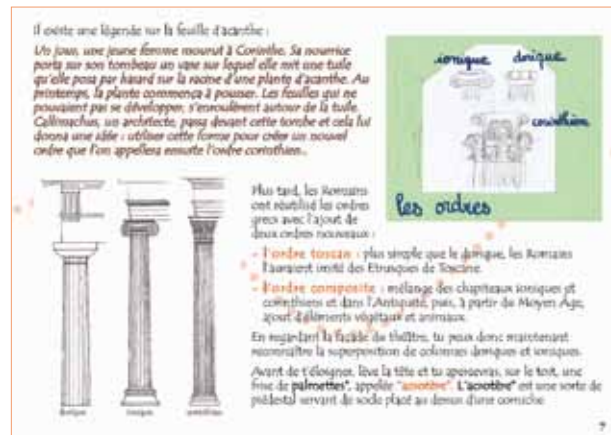 Il existe une légende sur la feuille d'acanthe :
Un jour, une jeune femme mourut à Corinthe. Sa nourrice
porta sur son tombeau un vase sur lequel elle mit une tuile
qu'elle posa par hasard sur la racine d'une plante d'acanthe. Au
printemps, la plante commença à pousser. Les feuilles qui ne
pouvaient pas se développer, s'enroulèrent autour de la tuile.
Callimachus, un architecte, passa devant cette tombe et cela lui
donna une idée : utiliser cette forme pour créer un nouvel
ordre que l'on appellera ensuite l'ordre corinthien...
ionique dorique
corinthien
les ordres
Plus tard, les Romains
ont réutilisé les ordres
grecs avec l'ajout de
deux ordres nouveaux :
- l'ordre toscan : plus simple que le dorique, les Romains
l'auraient imité des Etrusques de Toscane.
- l'ordre composite : mélange des chapiteaux ioniques et
corinthiens et dans l'Antiquité, puis, à partir du Moyen Âge,
ajout d'éléments végétaux et animaux.
En regardant la façade du théâtre, tu peux donc maintenant
reconnaître la superposition de colonnes doriques et ioniques.
Avant de t'éloigner, lève la tête et tu apercevras, sur le toit, une
frise de palmettes*, appelée "acrotère". L'acrotère* est une sorte de
piédestal servant de socle placé au dessus d'une corniche
dorique ionique corinthien